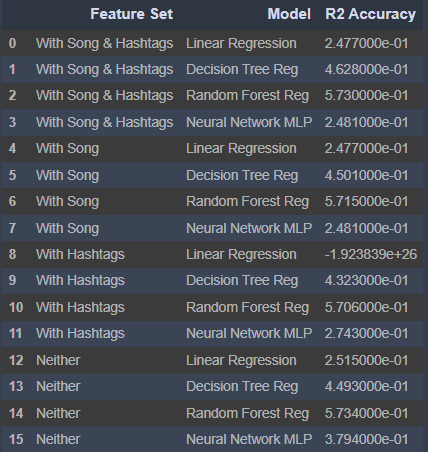 Feature Set Model R2 Accuracy
0 With Song & Hashtags Linear Regression 2.477000e-01
1 With Song & Hashtags Decision Tree Reg 4.628000e-01
2 With Song & Hashtags Random Forest Reg 5.730000e-01
3 With Song & Hashtags Neural Network MLP 2.481000e-01
4 With Song Linear Regression 2.477000e-01
5 With Song Decision Tree Reg 4.501000e-01
6 With Song Random Forest Reg 5.715000e-01
7 With Song Neural Network MLP 2.481000e-01
8 With Hashtags Linear Regression -1.923839e+26
9 With Hashtags Decision Tree Reg 4.323000e-01
10 With Hashtags Random Forest Reg 5.706000e-01
11 With Hashtags Neural Network MLP 2.743000e-01
12 Neither Linear Regression 2.515000e-01
13 Neither Decision Tree Reg 4.493000e-01
14 Neither Random Forest Reg 5.734000e-01
15 Neither Neural Network MLP 3.794000e-01